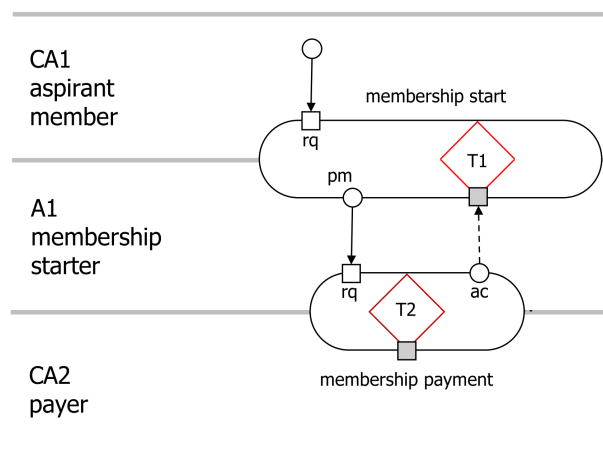 CA1
aspirant
member
membership start
rq
T1
pm
A1
membership
starter
rq
ac
T2
CA2
payer
membership payment